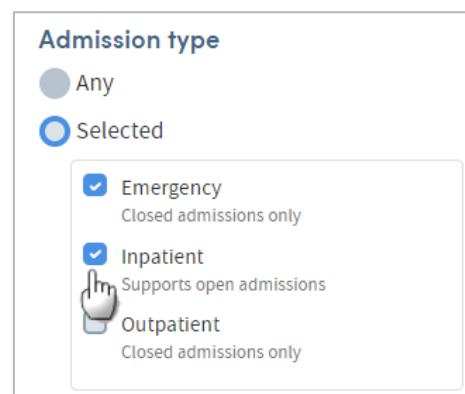 Admission type
Any
Selected
Emergency
Closed admissions only
Inpatient
Supports open admissions
Outpatient
Closed admissions only